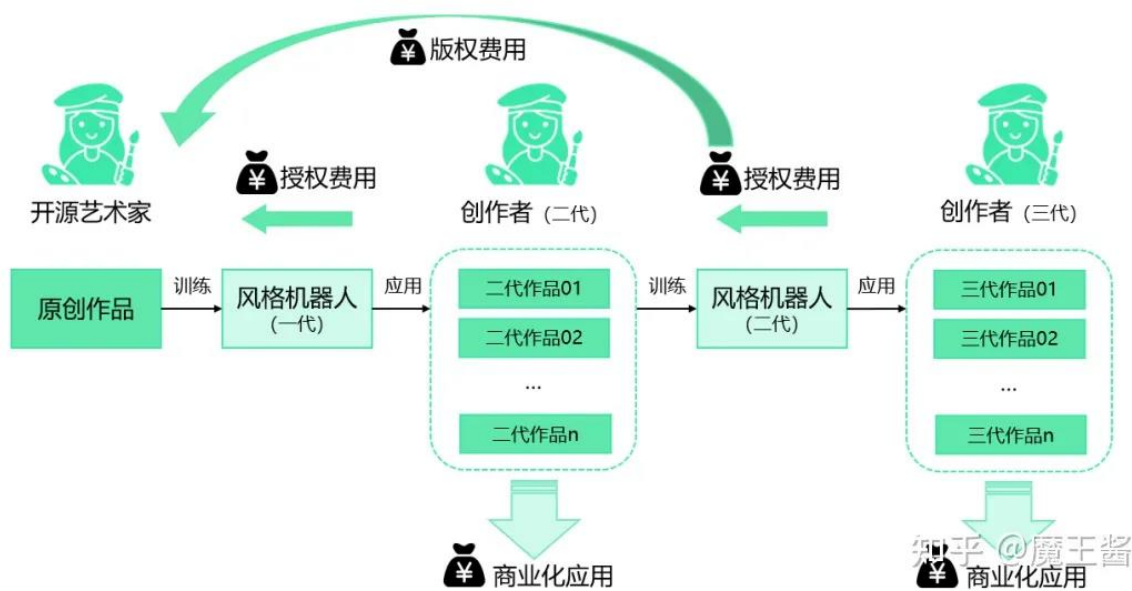 ¥ 版权费用
¥ 授权费用
¥ 授权费用
开源艺术家
创作者（二代）
创作者（三代）
原创作品
训练
风格机器人
（一代）
应用
二代作品01
二代作品02
...
二代作品n
训练
风格机器人
（二代）
应用
三代作品01
三代作品02
...
三代作品n
¥ 商业化应用
¥ 商业化应用
知乎 @魔王酱